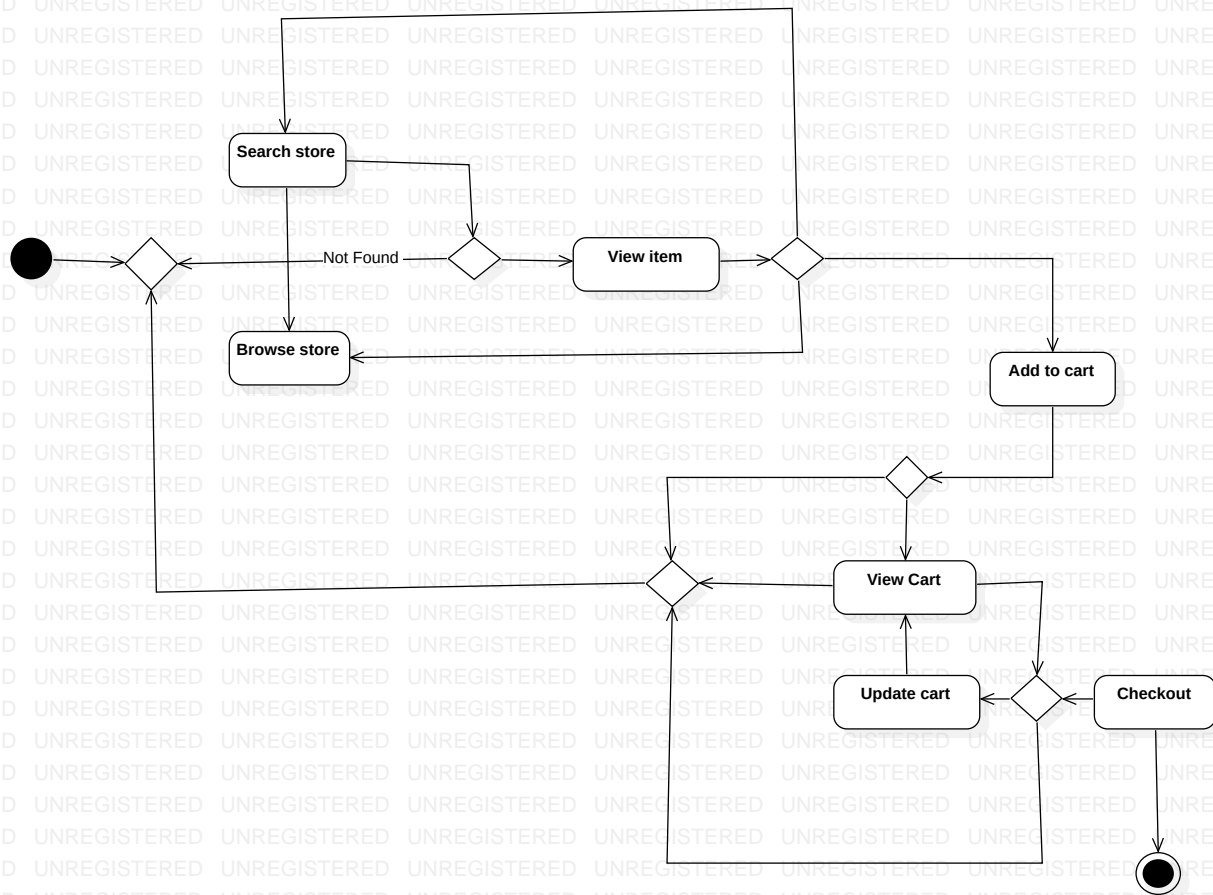 Search store
Not Found
View item
Browse store
Add to cart
View Cart
Update cart
Checkout
UNREGISTERED